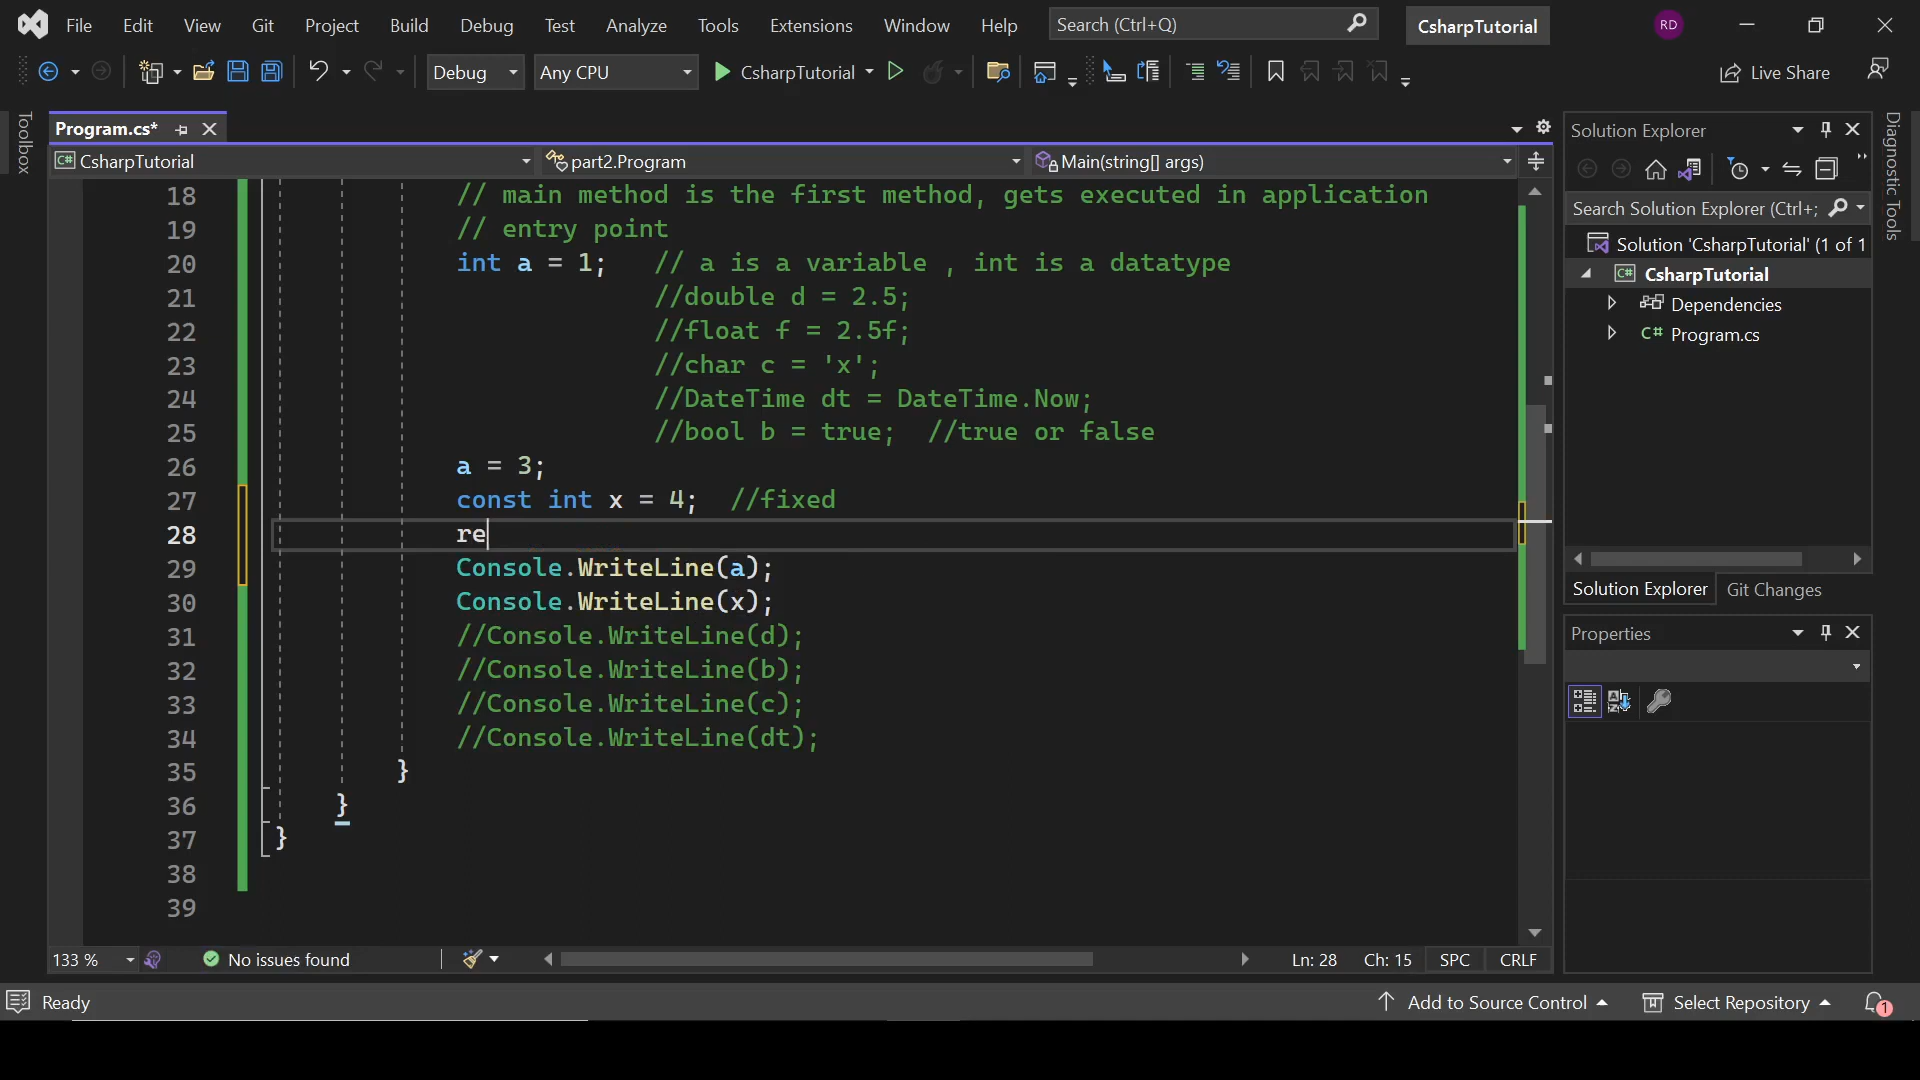 File Edit View Git Project Build Debug Test Analyze Tools Extensions Window Help Search (Ctrl+Q) CsharpTutorial RD
Debug Any CPU CsharpTutorial Live Share
Toolbox
Program.cs*
CsharpTutorial part2.Program Main(string[] args)
18 // main method is the first method, gets executed in application
19 // entry point
20 int a = 1; // a is a variable , int is a datatype
21 //double d = 2.5;
22 //float f = 2.5f;
23 //char c = 'x';
24 //DateTime dt = DateTime.Now;
25 //bool b = true; //true or false
26 a = 3;
27 const int x = 4; //fixed
28 re
29 Console.WriteLine(a);
30 Console.WriteLine(x);
31 //Console.WriteLine(d);
32 //Console.WriteLine(b);
33 //Console.WriteLine(c);
34 //Console.WriteLine(dt);
35 }
36 }
37 }
38
39
133 % No issues found Ln: 28 Ch: 15 SPC CRLF
Solution Explorer
Search Solution Explorer (Ctrl+;
Solution 'CsharpTutorial' (1 of 1
C# CsharpTutorial
Dependencies
C# Program.cs
Solution Explorer Git Changes
Properties
Diagnostic Tools
Ready Add to Source Control Select Repository 1